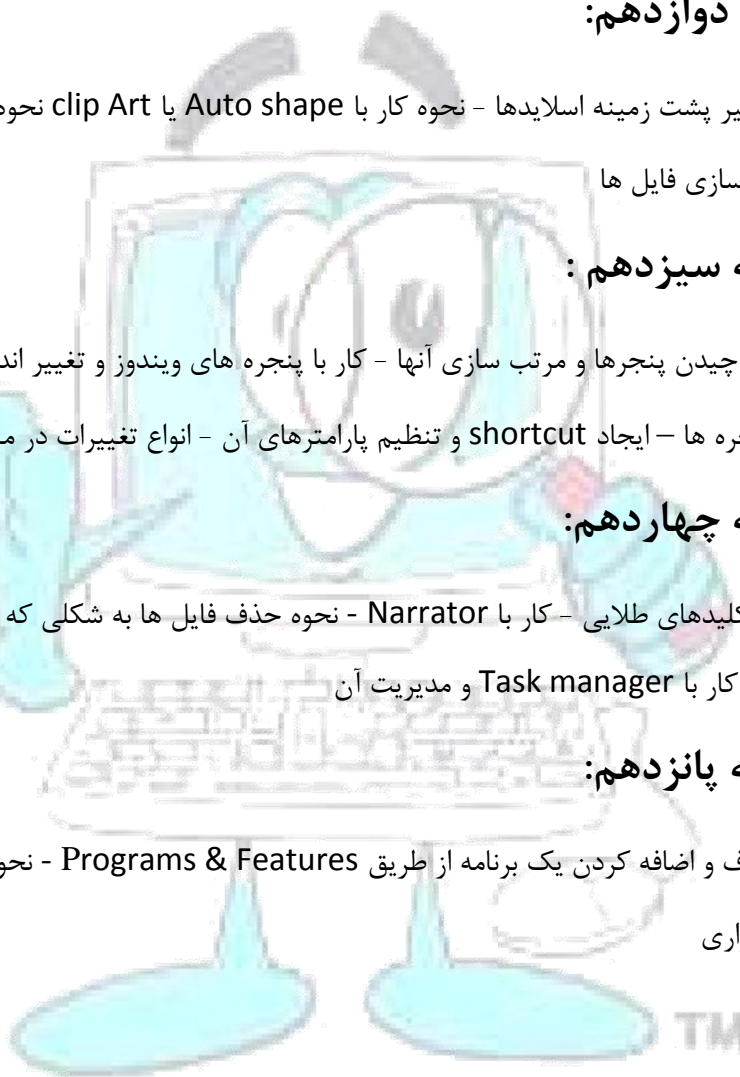 دوازدهم:
یر پشت زمینه اسلایدها - نحوه کار با Auto shape یا clip Art نحوه
سازی فایل ها
ه سیزدهم :
چیدن پنجرها و مرتب سازی آنها - کار با پنجره های ویندوز و تغییر اند
جره ها – ایجاد shortcut و تنظیم پارامترهای آن - انواع تغییرات در م
ه چهاردهم:
کلیدهای طلایی - کار با Narrator - نحوه حذف فایل ها به شکلی که
کار با Task manager و مدیریت آن
ه پانزدهم:
ف و اضافه کردن یک برنامه از طریق Programs & Features - نحو
اری
TM